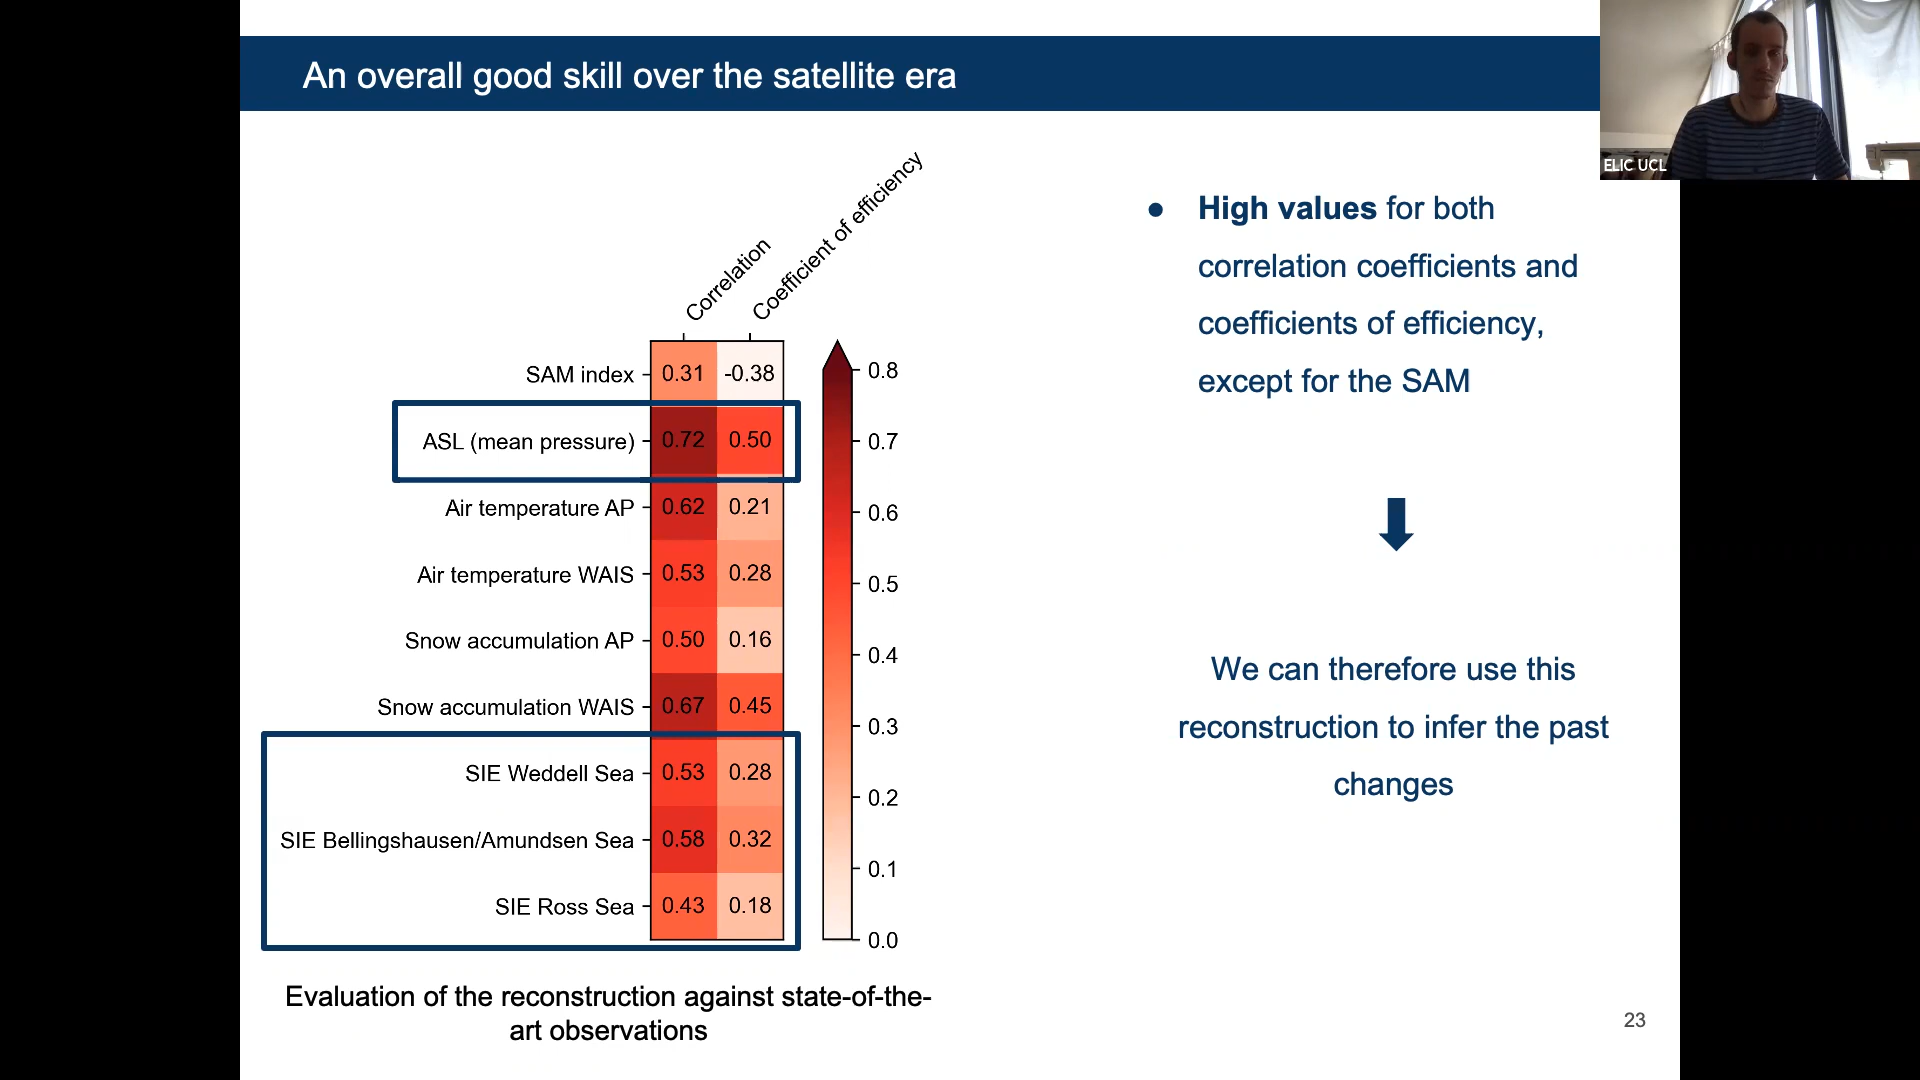 An overall good skill over the satellite era
ELIC UCL
Correlation
Coefficient of efficiency
SAM index 0.31 -0.38
ASL (mean pressure) 0.72 0.50
Air temperature AP 0.62 0.21
Air temperature WAIS 0.53 0.28
Snow accumulation AP 0.50 0.16
Snow accumulation WAIS 0.67 0.45
SIE Weddell Sea 0.53 0.28
SIE Bellingshausen/Amundsen Sea 0.58 0.32
SIE Ross Sea 0.43 0.18
0.8
0.7
0.6
0.5
0.4
0.3
0.2
0.1
0.0
Evaluation of the reconstruction against state-of-the-
art observations
● High values for both
correlation coefficients and
coefficients of efficiency,
except for the SAM
We can therefore use this
reconstruction to infer the past
changes
23